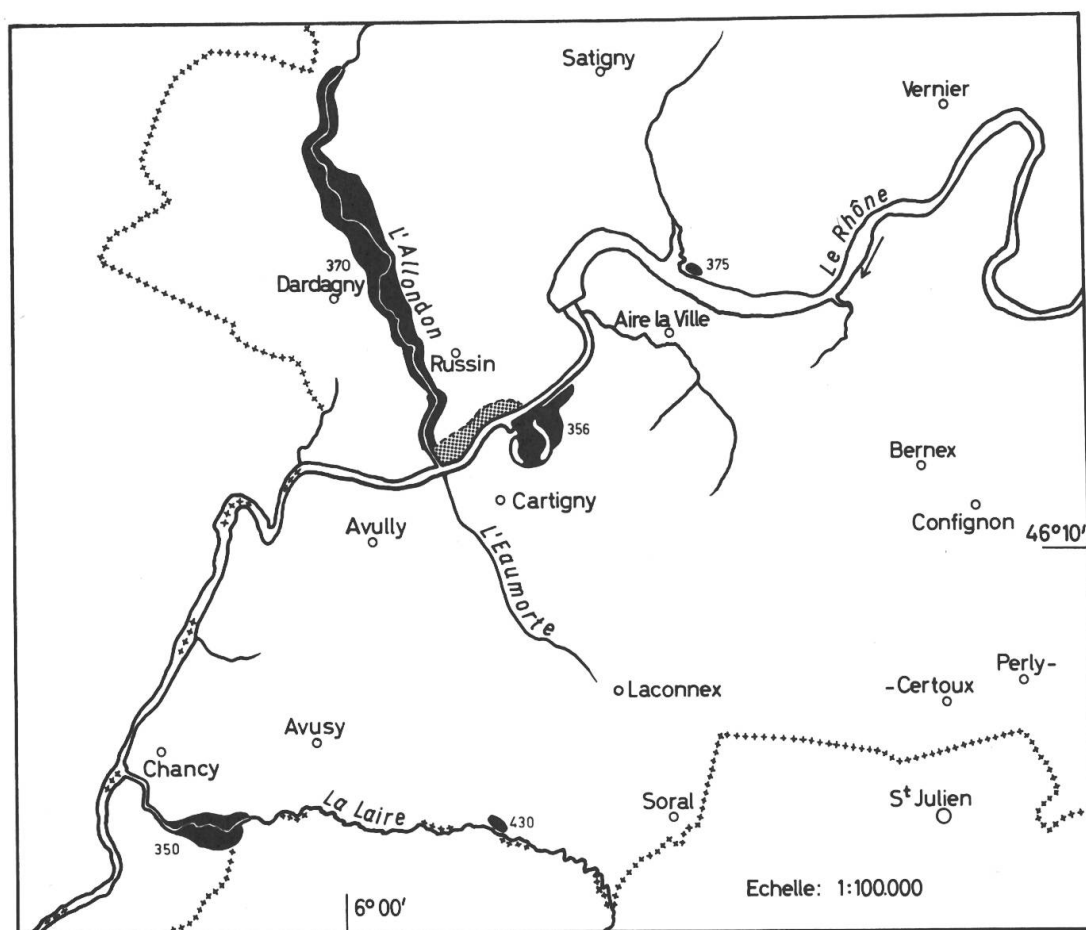 Satigny
Vernier
Le Rhône
L'Allondon
375
370
Dardagny
Aire la Ville
Russin
356
Bernex
Cartigny
Confignon
Avully
46°10'
L'Eaumorte
Perly-
Laconnex
-Certoux
Avusy
Chancy
La Laire
Soral
St Julien
430
350
Echelle: 1:100.000
6°00'